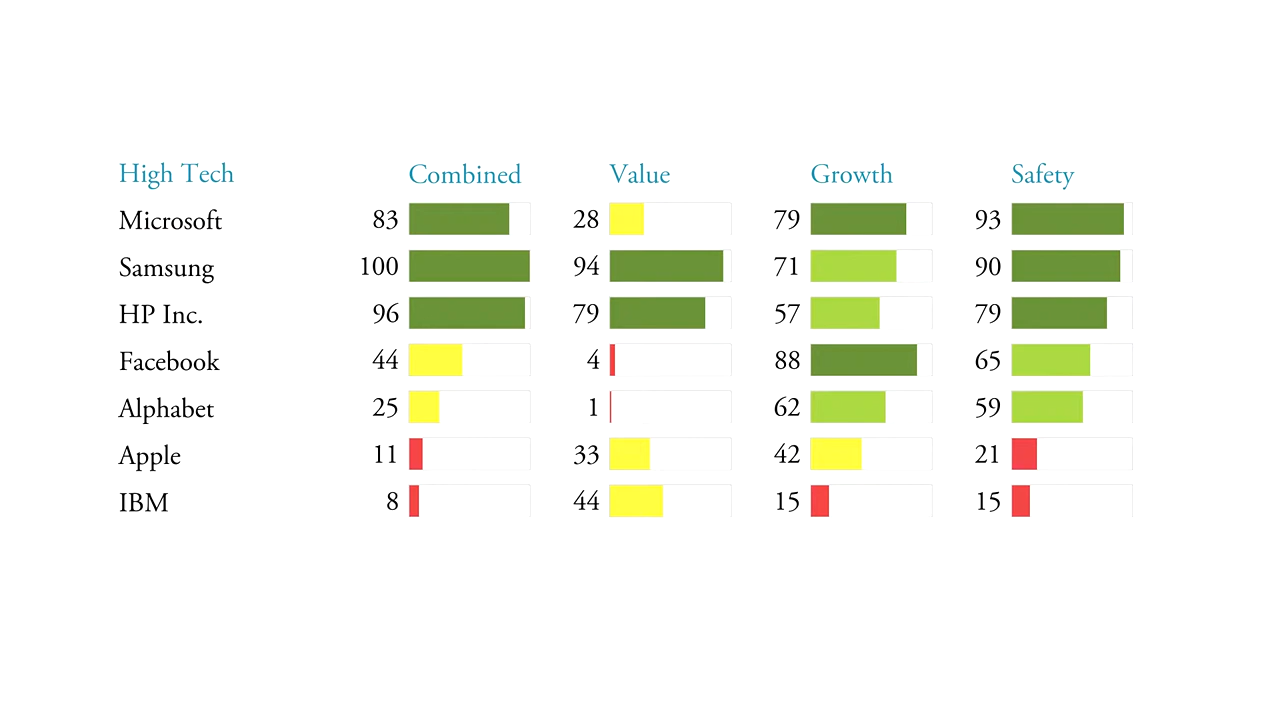 High Tech Combined Value Growth Safety
Microsoft 83 28 79 93
Samsung 100 94 71 90
HP Inc. 96 79 57 79
Facebook 44 4 88 65
Alphabet 25 1 62 59
Apple 11 33 42 21
IBM 8 44 15 15